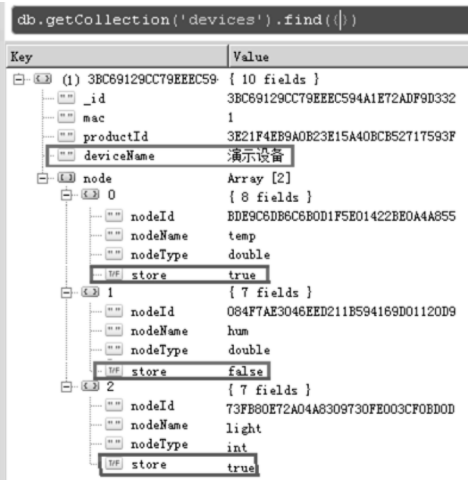 db.getCollection('devices').find({})
Key Value
(1) 3BC69129CC79EEEC59 { 10 fields }
_id 3BC69129CC79EEEC594A1E72ADF9D332
mac 1
productId 3E21F4EB9A0B23E15A40BCB52717593F
deviceName 演示设备
node Array [2]
0 { 8 fields }
nodeId BDE9C6DB6C6B0D1F5E01422BE0A4A855
nodeName temp
nodeType double
T/F store true
1 { 7 fields }
nodeId 084F7AE3046EED211B594169D01120D9
nodeName hum
nodeType double
T/F store false
2 { 7 fields }
nodeId 73FB80E72A04A8309730FE003CF0BD0D
nodeName light
nodeType int
T/F store true